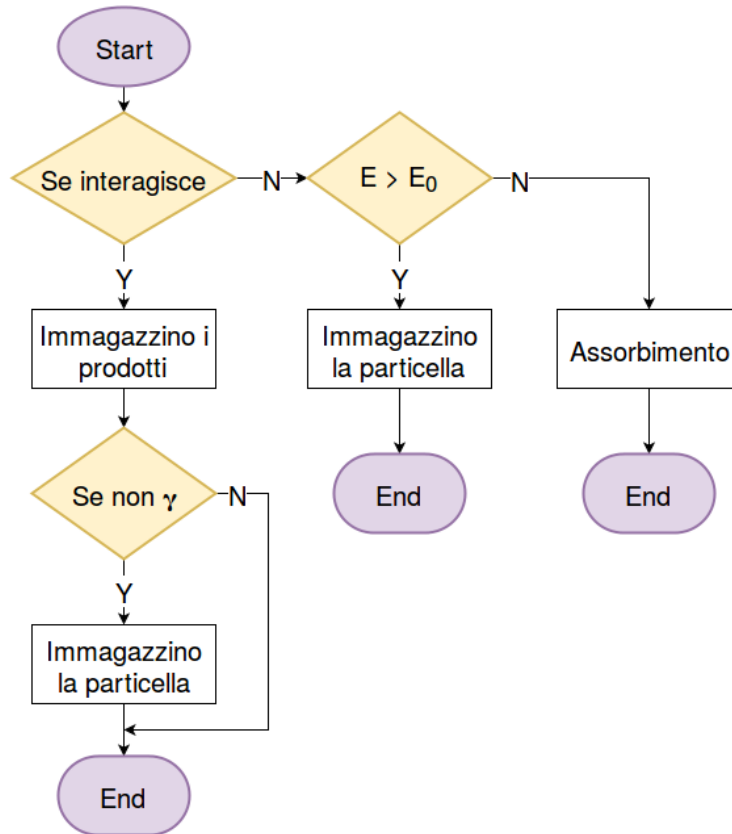 Start
Se interagisce
N
E > E₀
N
Y
Y
Immagazzino i
prodotti
Immagazzino
la particella
Assorbimento
Se non γ
N
End
End
Y
Immagazzino
la particella
End